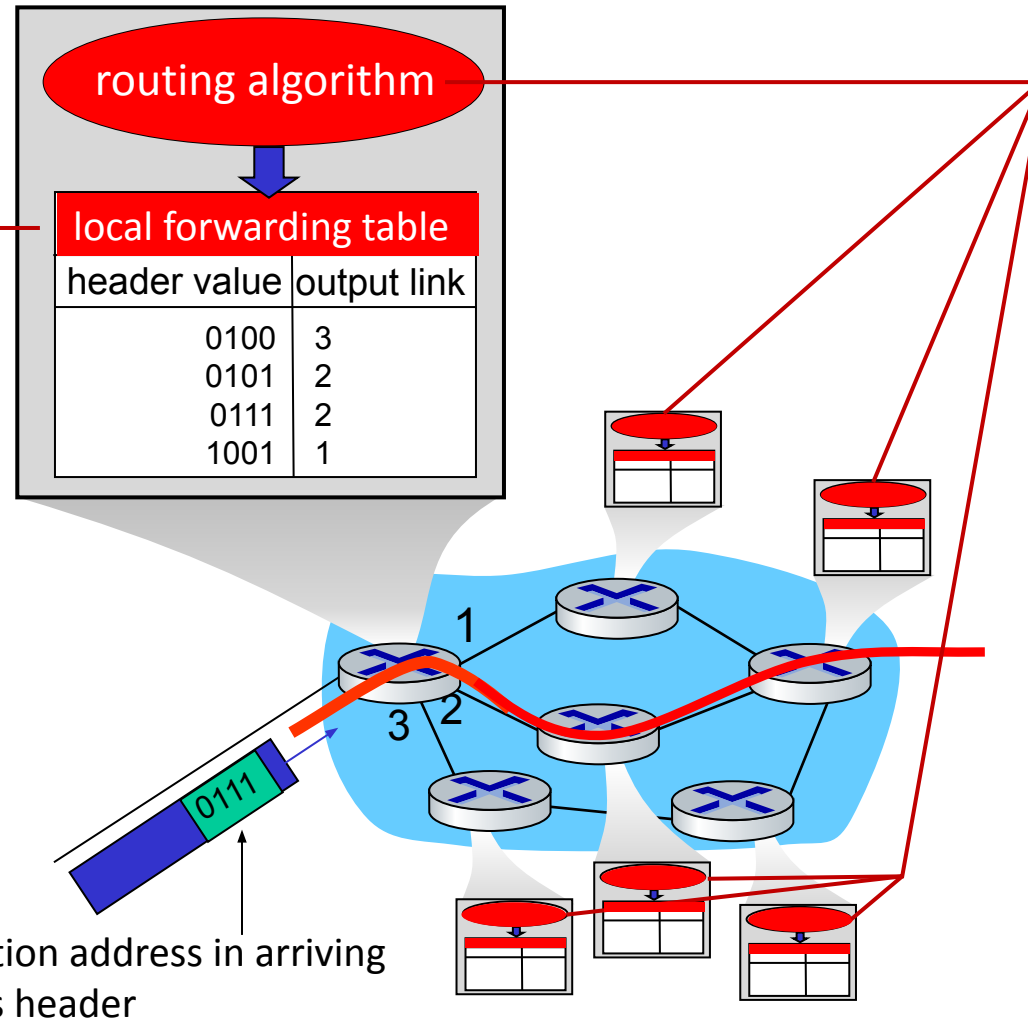 routing algorithm
local forwarding table
header value output link
0100 3
0101 2
0111 2
1001 1
1
2
3
0111
tion address in arriving
s header